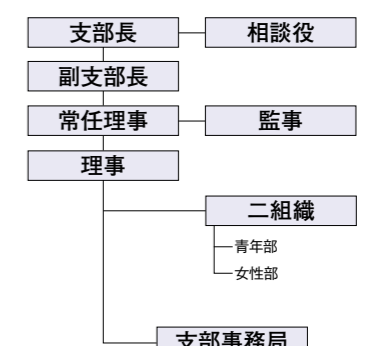 支部長
相談役
副支部長
常任理事
監事
理事
二組織
青年部
女性部
支部事務局